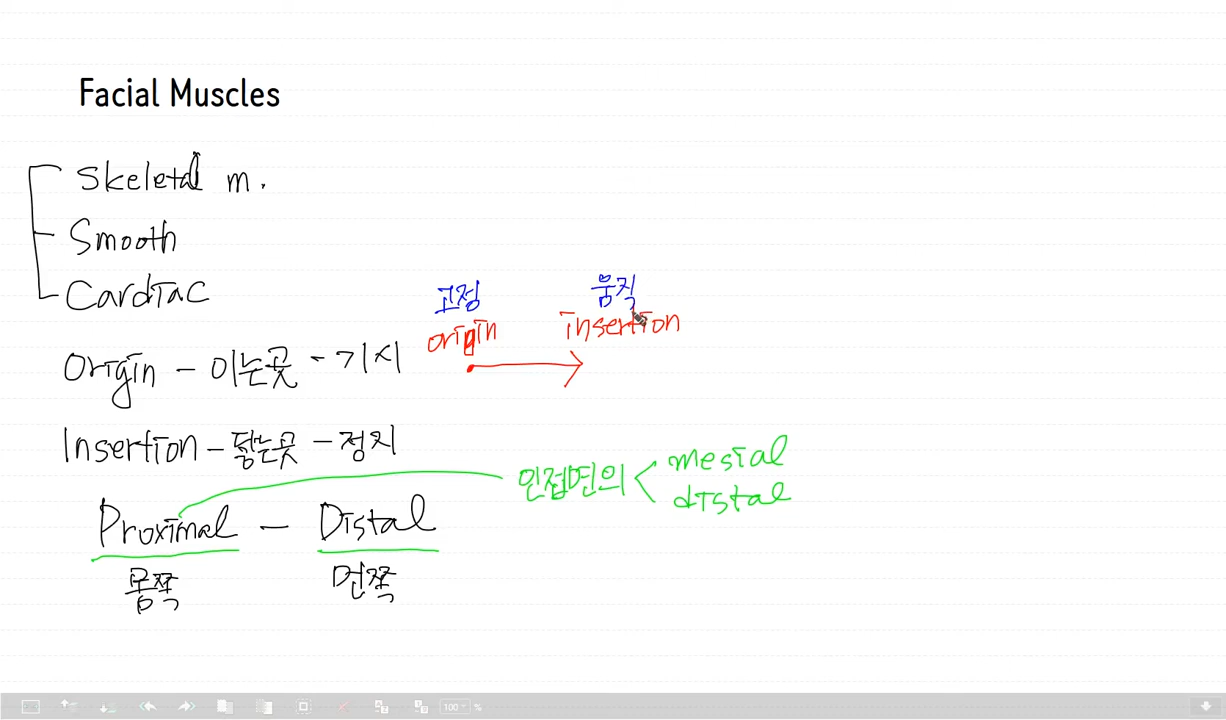 Facial Muscles
Skeletal m.
Smooth
Cardiac
고정 움직
origin insertion
Origin - 이는곳 - 기시
Insertion - 닿는곳 - 정지
인접면의 < mesial
distal
Proximal - Distal
몸쪽 먼쪽
100 %